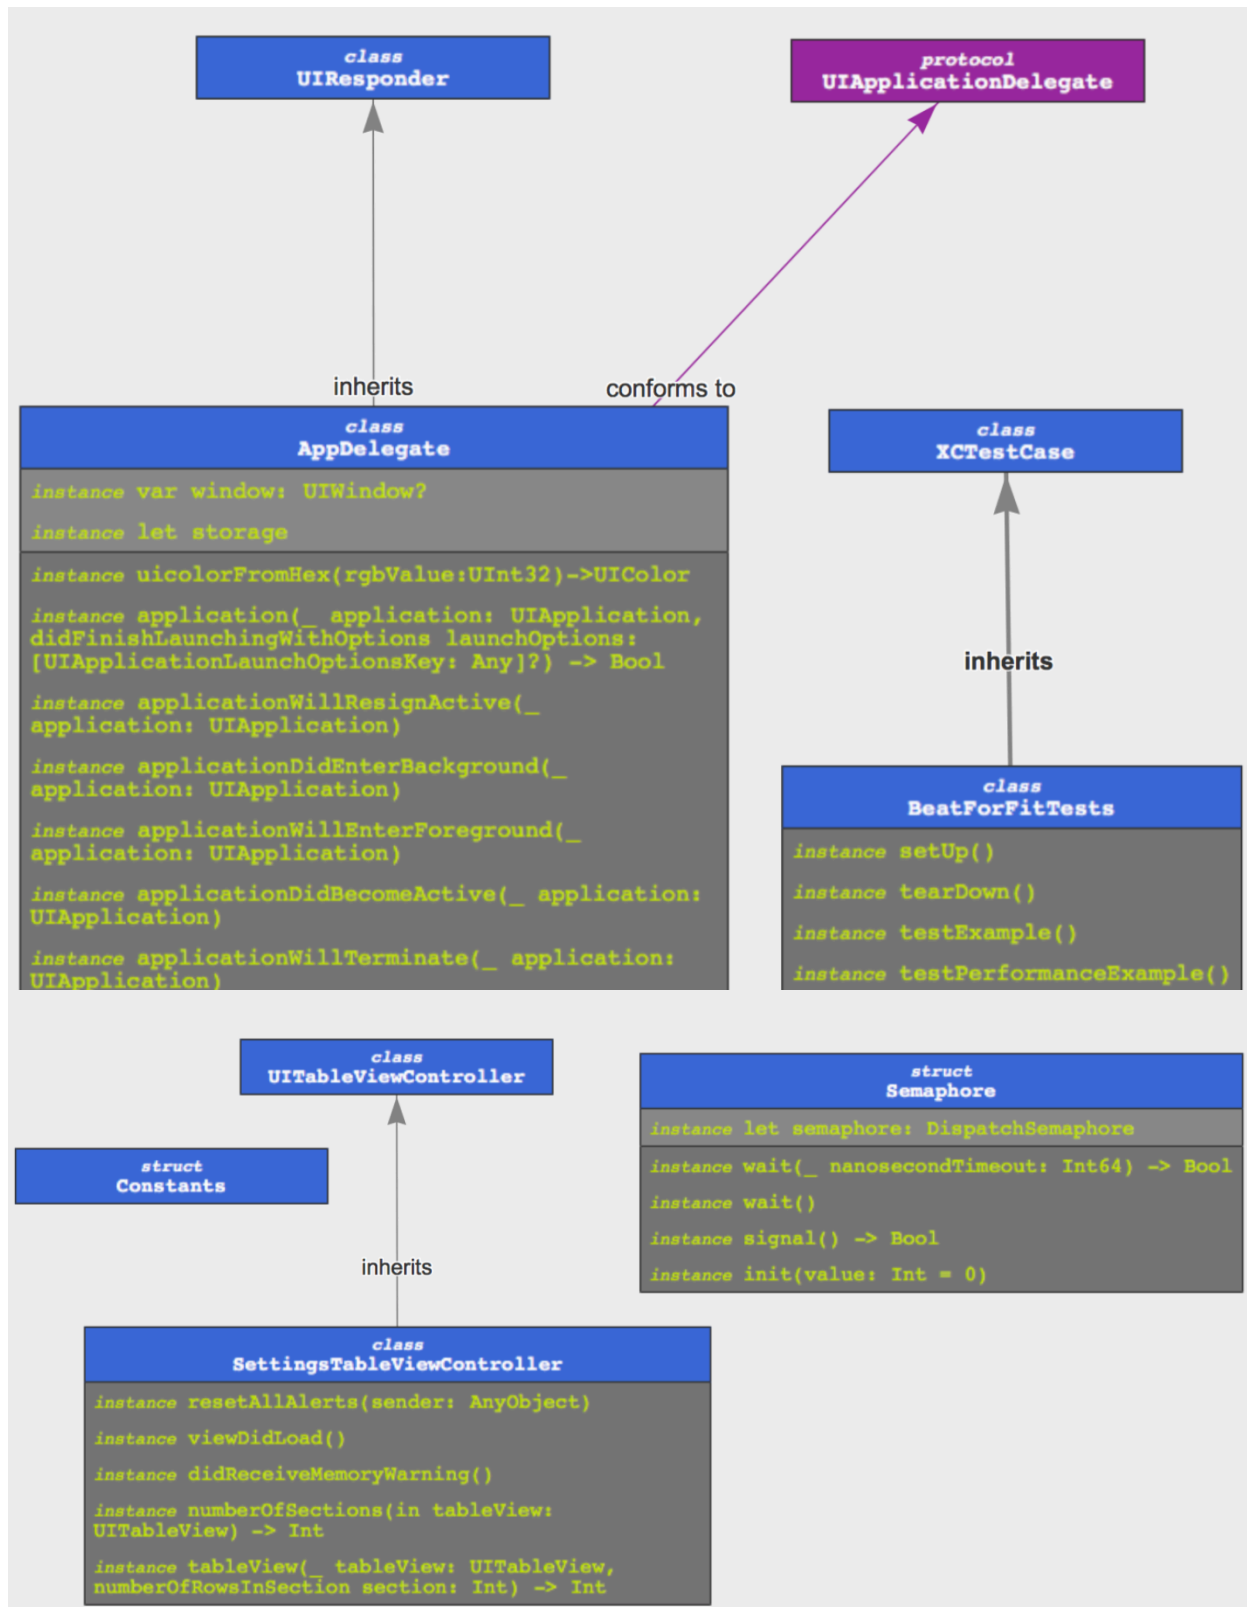 class
UIResponder
protocol
UIApplicationDelegate
inherits
conforms to
class
AppDelegate
instance var window: UIWindow?
instance let storage
instance uicolorFromHex(rgbValue:UInt32)->UIColor
instance application(_ application: UIApplication,
didFinishLaunchingWithOptions launchOptions:
[UIApplicationLaunchOptionsKey: Any]?) -> Bool
instance applicationWillResignActive(_
application: UIApplication)
instance applicationDidEnterBackground(_
application: UIApplication)
instance applicationWillEnterForeground(_
application: UIApplication)
instance applicationDidBecomeActive(_ application:
UIApplication)
instance applicationWillTerminate(_ application:
UIApplication)
class
XCTestCase
inherits
class
BeatForFitTests
instance setUp()
instance tearDown()
instance testExample()
instance testPerformanceExample()
class
UITableViewController
struct
Constants
inherits
class
SettingsTableViewController
instance resetAllAlerts(sender: AnyObject)
instance viewDidLoad()
instance didReceiveMemoryWarning()
instance numberOfSections(in tableView:
UITableView) -> Int
instance tableView(_ tableView: UITableView,
numberOfRowsInSection section: Int) -> Int
struct
Semaphore
instance let semaphore: DispatchSemaphore
instance wait(_ nanosecondTimeout: Int64) -> Bool
instance wait()
instance signal() -> Bool
instance init(value: Int = 0)